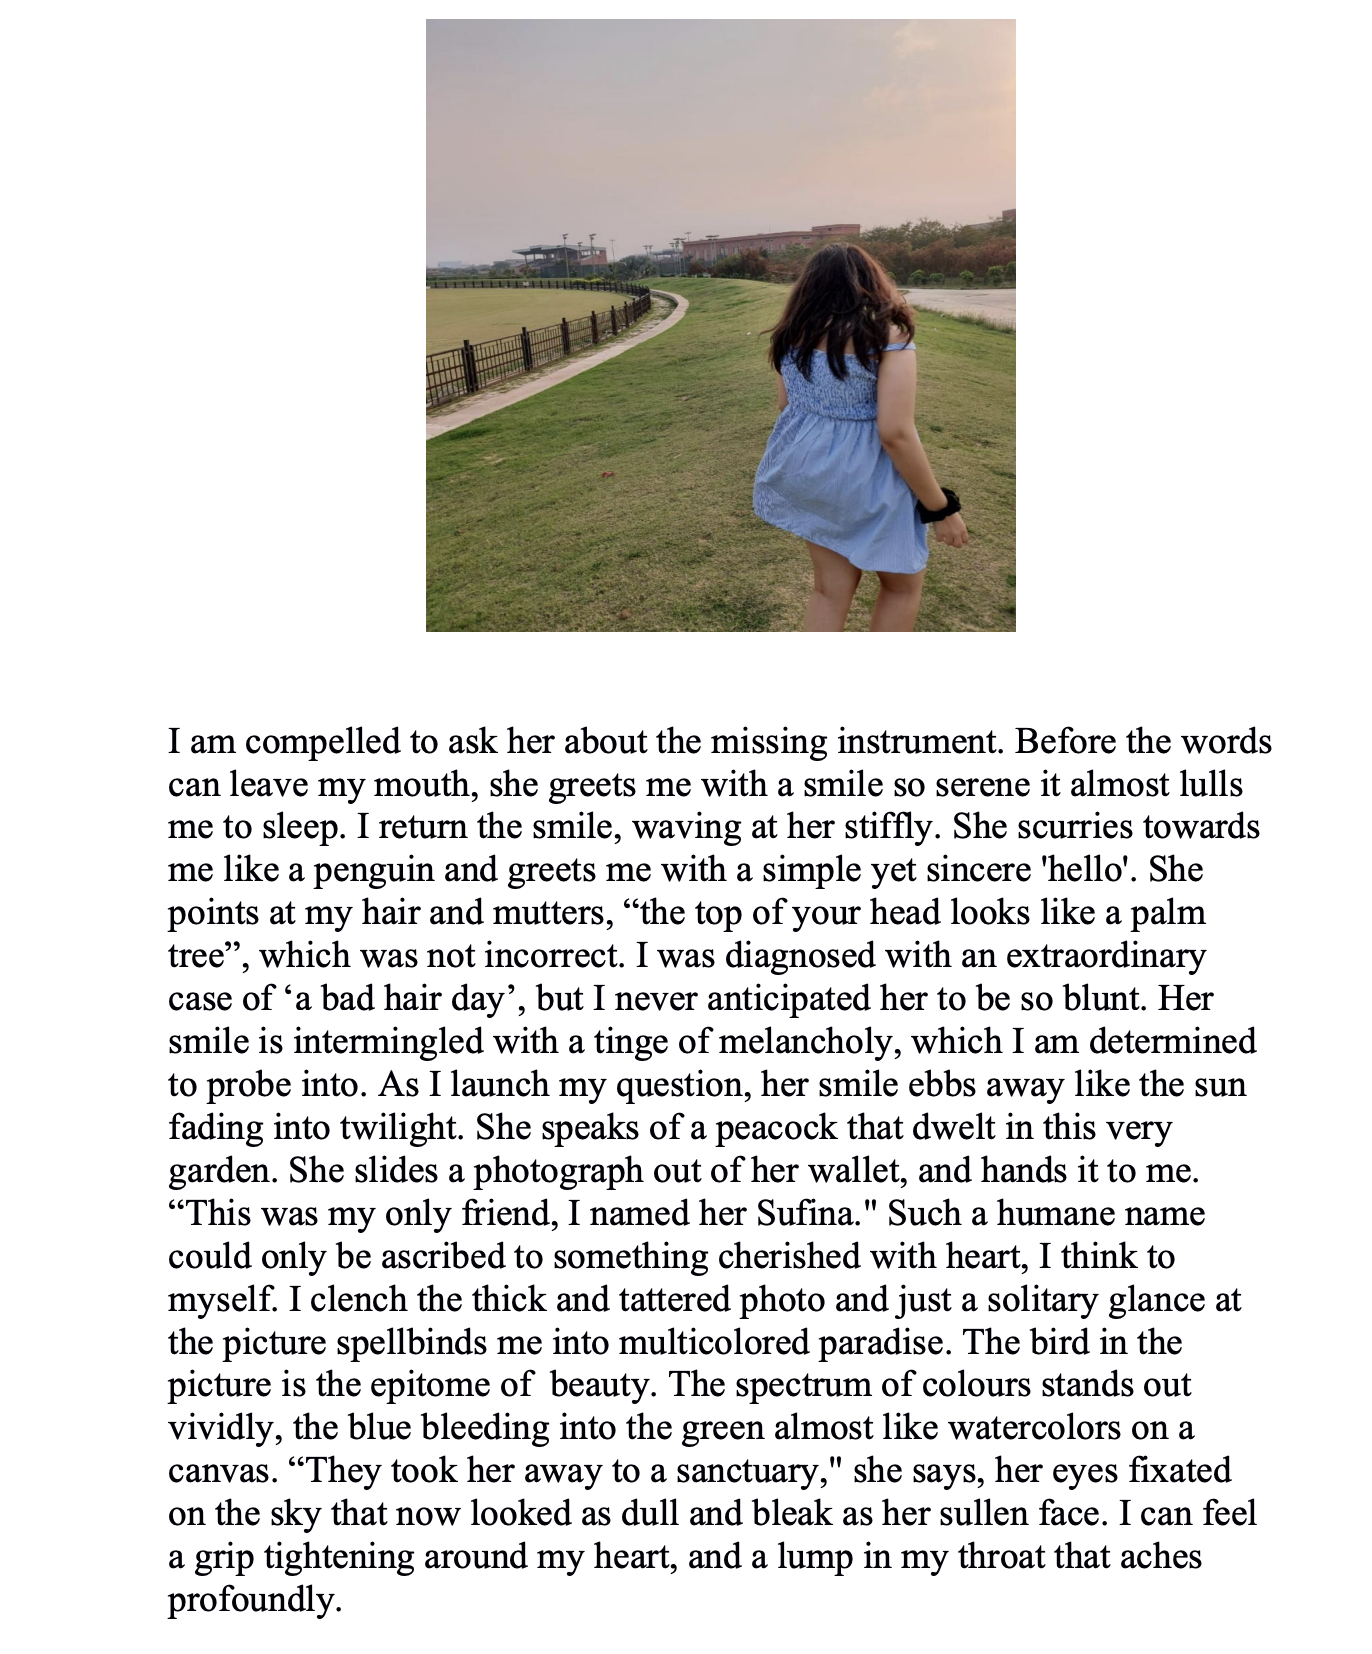 I am compelled to ask her about the missing instrument. Before the words
can leave my mouth, she greets me with a smile so serene it almost lulls
me to sleep. I return the smile, waving at her stiffly. She scurries towards
me like a penguin and greets me with a simple yet sincere 'hello'. She
points at my hair and mutters, “the top of your head looks like a palm
tree”, which was not incorrect. I was diagnosed with an extraordinary
case of ‘a bad hair day’, but I never anticipated her to be so blunt. Her
smile is intermingled with a tinge of melancholy, which I am determined
to probe into. As I launch my question, her smile ebbs away like the sun
fading into twilight. She speaks of a peacock that dwelt in this very
garden. She slides a photograph out of her wallet, and hands it to me.
“This was my only friend, I named her Sufina." Such a humane name
could only be ascribed to something cherished with heart, I think to
myself. I clench the thick and tattered photo and just a solitary glance at
the picture spellbinds me into multicolored paradise. The bird in the
picture is the epitome of  beauty. The spectrum of colours stands out
vividly, the blue bleeding into the green almost like watercolors on a
canvas. “They took her away to a sanctuary," she says, her eyes fixated
on the sky that now looked as dull and bleak as her sullen face. I can feel
a grip tightening around my heart, and a lump in my throat that aches
profoundly.